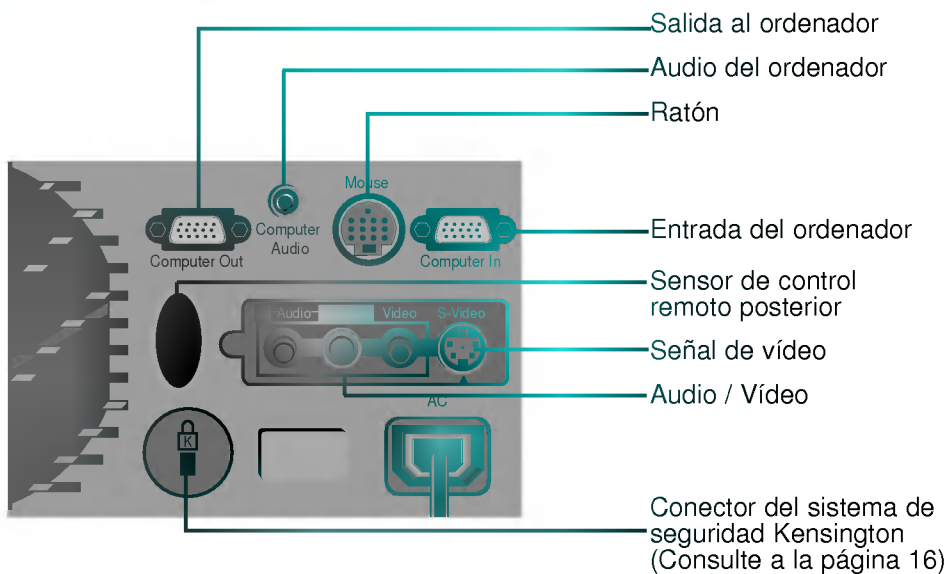 Salida al ordenador
Audio del ordenador
Ratón
Mouse
Computer
Audio
Computer Out
Computer In
Entrada del ordenador
Sensor de control
remoto posterior
Audio
Video
S-Video
Señal de vídeo
Audio / Vídeo
AC
K
Conector del sistema de
seguridad Kensington
(Consulte a la página 16)